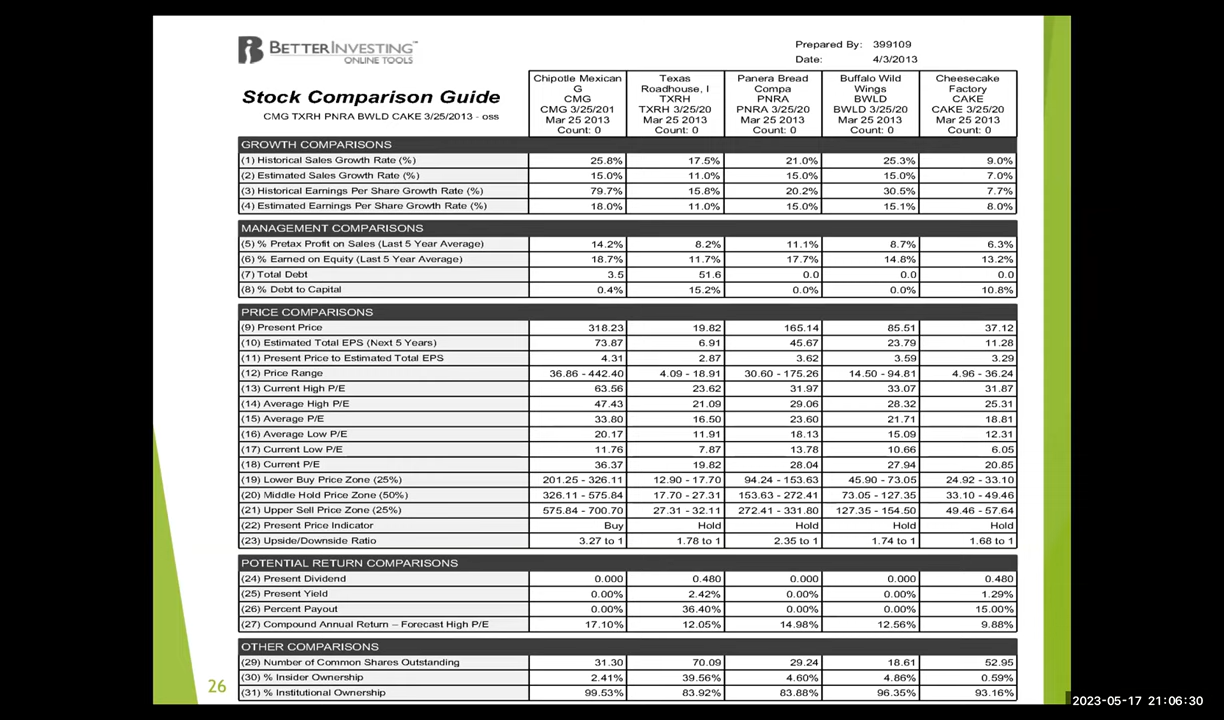 BETTERINVESTING™
ONLINE TOOLS
Prepared By: 399109
Date: 4/3/2013
Stock Comparison Guide
CMG TXRH PNRA BWLD CAKE 3/25/2013 - oss
Chipotle Mexican G CMG CMG 3/25/201 Mar 25 2013 Count: 0
Texas Roadhouse, I TXRH TXRH 3/25/20 Mar 25 2013 Count: 0
Panera Bread Compa PNRA PNRA 3/25/20 Mar 25 2013 Count: 0
Buffalo Wild Wings BWLD BWLD 3/25/20 Mar 25 2013 Count: 0
Cheesecake Factory CAKE CAKE 3/25/20 Mar 25 2013 Count: 0
GROWTH COMPARISONS
(1) Historical Sales Growth Rate (%) 25.8% 17.5% 21.0% 25.3% 9.0%
(2) Estimated Sales Growth Rate (%) 15.0% 11.0% 15.0% 15.0% 7.0%
(3) Historical Earnings Per Share Growth Rate (%) 79.7% 15.8% 20.2% 30.5% 7.7%
(4) Estimated Earnings Per Share Growth Rate (%) 18.0% 11.0% 15.0% 15.1% 8.0%
MANAGEMENT COMPARISONS
(5) % Pretax Profit on Sales (Last 5 Year Average) 14.2% 8.2% 11.1% 8.7% 6.3%
(6) % Earned on Equity (Last 5 Year Average) 18.7% 11.7% 17.7% 14.8% 13.2%
(7) Total Debt 3.5 51.6 0.0 0.0 0.0
(8) % Debt to Capital 0.4% 15.2% 0.0% 0.0% 10.8%
PRICE COMPARISONS
(9) Present Price 318.23 19.82 165.14 85.51 37.12
(10) Estimated Total EPS (Next 5 Years) 73.87 6.91 45.67 23.79 11.28
(11) Present Price to Estimated Total EPS 4.31 2.87 3.62 3.59 3.29
(12) Price Range 36.86 - 442.40 4.09 - 18.91 30.60 - 175.26 14.50 - 94.81 4.96 - 36.24
(13) Current High P/E 63.56 23.62 31.97 33.07 31.87
(14) Average High P/E 47.43 21.09 29.06 28.32 25.31
(15) Average P/E 33.80 16.50 23.60 21.71 18.81
(16) Average Low P/E 20.17 11.91 18.13 15.09 12.31
(17) Current Low P/E 11.76 7.87 13.78 10.66 6.05
(18) Current P/E 36.37 19.82 28.04 27.94 20.85
(19) Lower Buy Price Zone (25%) 201.25 - 326.11 12.90 - 17.70 94.24 - 153.63 45.90 - 73.05 24.92 - 33.10
(20) Middle Hold Price Zone (50%) 326.11 - 575.84 17.70 - 27.31 153.63 - 272.41 73.05 - 127.35 33.10 - 49.46
(21) Upper Sell Price Zone (25%) 575.84 - 700.70 27.31 - 32.11 272.41 - 331.80 127.35 - 154.50 49.46 - 57.64
(22) Present Price Indicator Buy Hold Hold Hold Hold
(23) Upside/Downside Ratio 3.27 to 1 1.78 to 1 2.35 to 1 1.74 to 1 1.68 to 1
POTENTIAL RETURN COMPARISONS
(24) Present Dividend 0.000 0.480 0.000 0.000 0.480
(25) Present Yield 0.00% 2.42% 0.00% 0.00% 1.29%
(26) Percent Payout 0.00% 36.40% 0.00% 0.00% 15.00%
(27) Compound Annual Return – Forecast High P/E 17.10% 12.05% 14.98% 12.56% 9.88%
OTHER COMPARISONS
(29) Number of Common Shares Outstanding 31.30 70.09 29.24 18.61 52.95
(30) % Insider Ownership 2.41% 39.56% 4.60% 4.86% 0.59%
(31) % Institutional Ownership 99.53% 83.92% 83.88% 96.35% 93.16%
26
2023-05-17 21:06:30